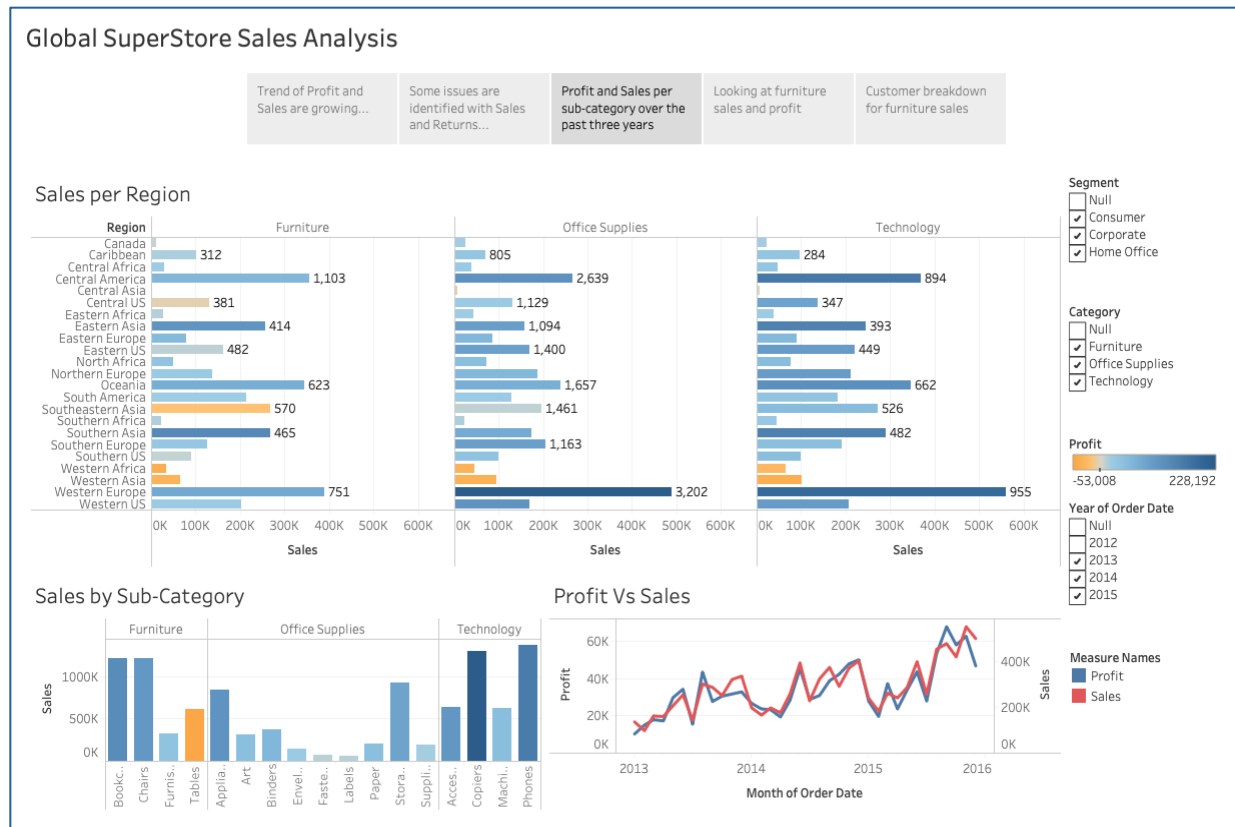 Global SuperStore Sales Analysis
Trend of Profit and
Sales are growing...
Some issues are
identified with Sales
and Returns...
Profit and Sales per
sub-category over the
past three years
Looking at furniture
sales and profit
Customer breakdown
for furniture sales
Sales per Region
Region
Furniture
Office Supplies
Technology
Canada
Caribbean 312 805 284
Central Africa
Central America 1,103 2,639 894
Central Asia
Central US 381 1,129 347
Eastern Africa
Eastern Asia 414 1,094 393
Eastern Europe
Eastern US 482 1,400 449
North Africa
Northern Europe
Oceania 623 1,657 662
South America
Southeastern Asia 570 1,461 526
Southern Africa
Southern Asia 465 482
Southern Europe 1,163
Southern US
Western Africa
Western Asia
Western Europe 751 3,202 955
Western US
0K 100K 200K 300K 400K 500K 600K
0K 100K 200K 300K 400K 500K 600K
0K 100K 200K 300K 400K 500K 600K
Sales
Sales
Sales
Segment
Null
Consumer
Corporate
Home Office
Category
Null
Furniture
Office Supplies
Technology
Profit
-53,008 228,192
Year of Order Date
Null
2012
2013
2014
2015
Measure Names
Profit
Sales
Sales by Sub-Category
Furniture
Office Supplies
Technology
Sales
1000K
500K
0K
Bookc..
Chairs
Furnis..
Tables
Applia..
Art
Binders
Envel..
Faste..
Labels
Paper
Stora..
Suppli..
Acces..
Copiers
Machi..
Phones
Profit Vs Sales
Profit
60K
40K
20K
0K
Sales
400K
200K
0K
2013 2014 2015 2016
Month of Order Date